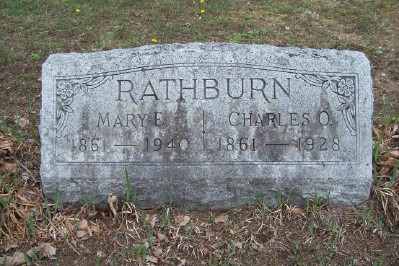 RATHBURN
MARY E. | CHARLES O.
1861 — 1940 1861 — 1928